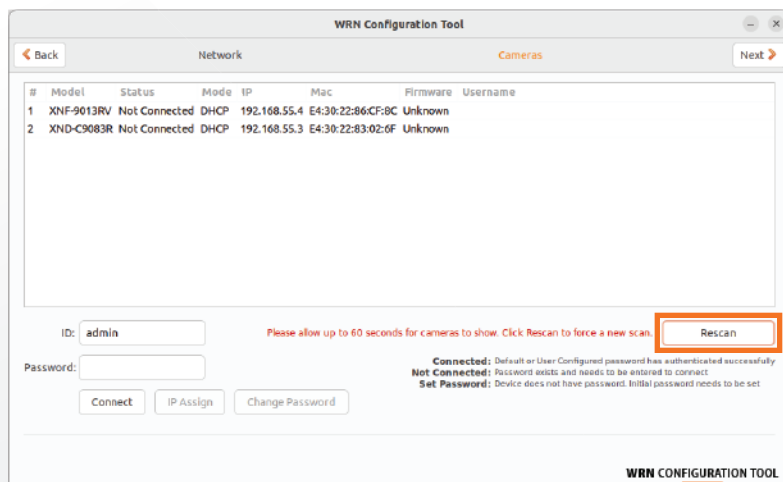 WRN Configuration Tool
Back Network Cameras Next
# Model Status Mode IP Mac Firmware Username
1 XNF-9013RV Not Connected DHCP 192.168.55.4 E4:30:22:86:CF:8C Unknown
2 XND-C9083R Not Connected DHCP 192.168.55.3 E4:30:22:83:02:6F Unknown
ID: admin Please allow up to 60 seconds for cameras to show. Click Rescan to force a new scan. Rescan
Password:
Connected: Default or User Configured password has authenticated successfully
Not Connected: Password exists and needs to be entered to connect
Set Password: Device does not have password. Initial password needs to be set
Connect IP Assign Change Password
WRN CONFIGURATION TOOL